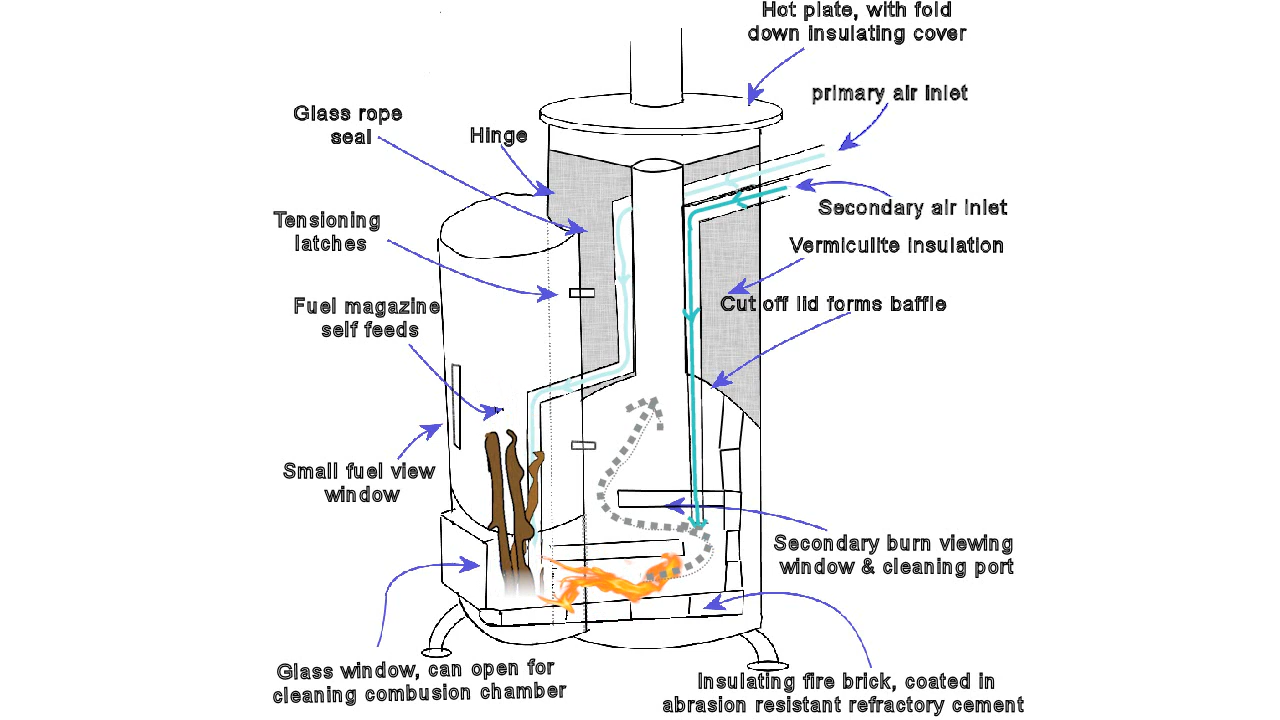 Hot plate, with fold
down insulating cover
primary air inlet
Glass rope
seal
Hinge
Secondary air inlet
Tensioning
latches
Vermiculite insulation
Fuel magazine
self feeds
Cut off lid forms baffle
Small fuel view
window
Secondary burn viewing
window & cleaning port
Glass window, can open for
cleaning combusion chamber
Insulating fire brick, coated in
abrasion resistant refractory cement